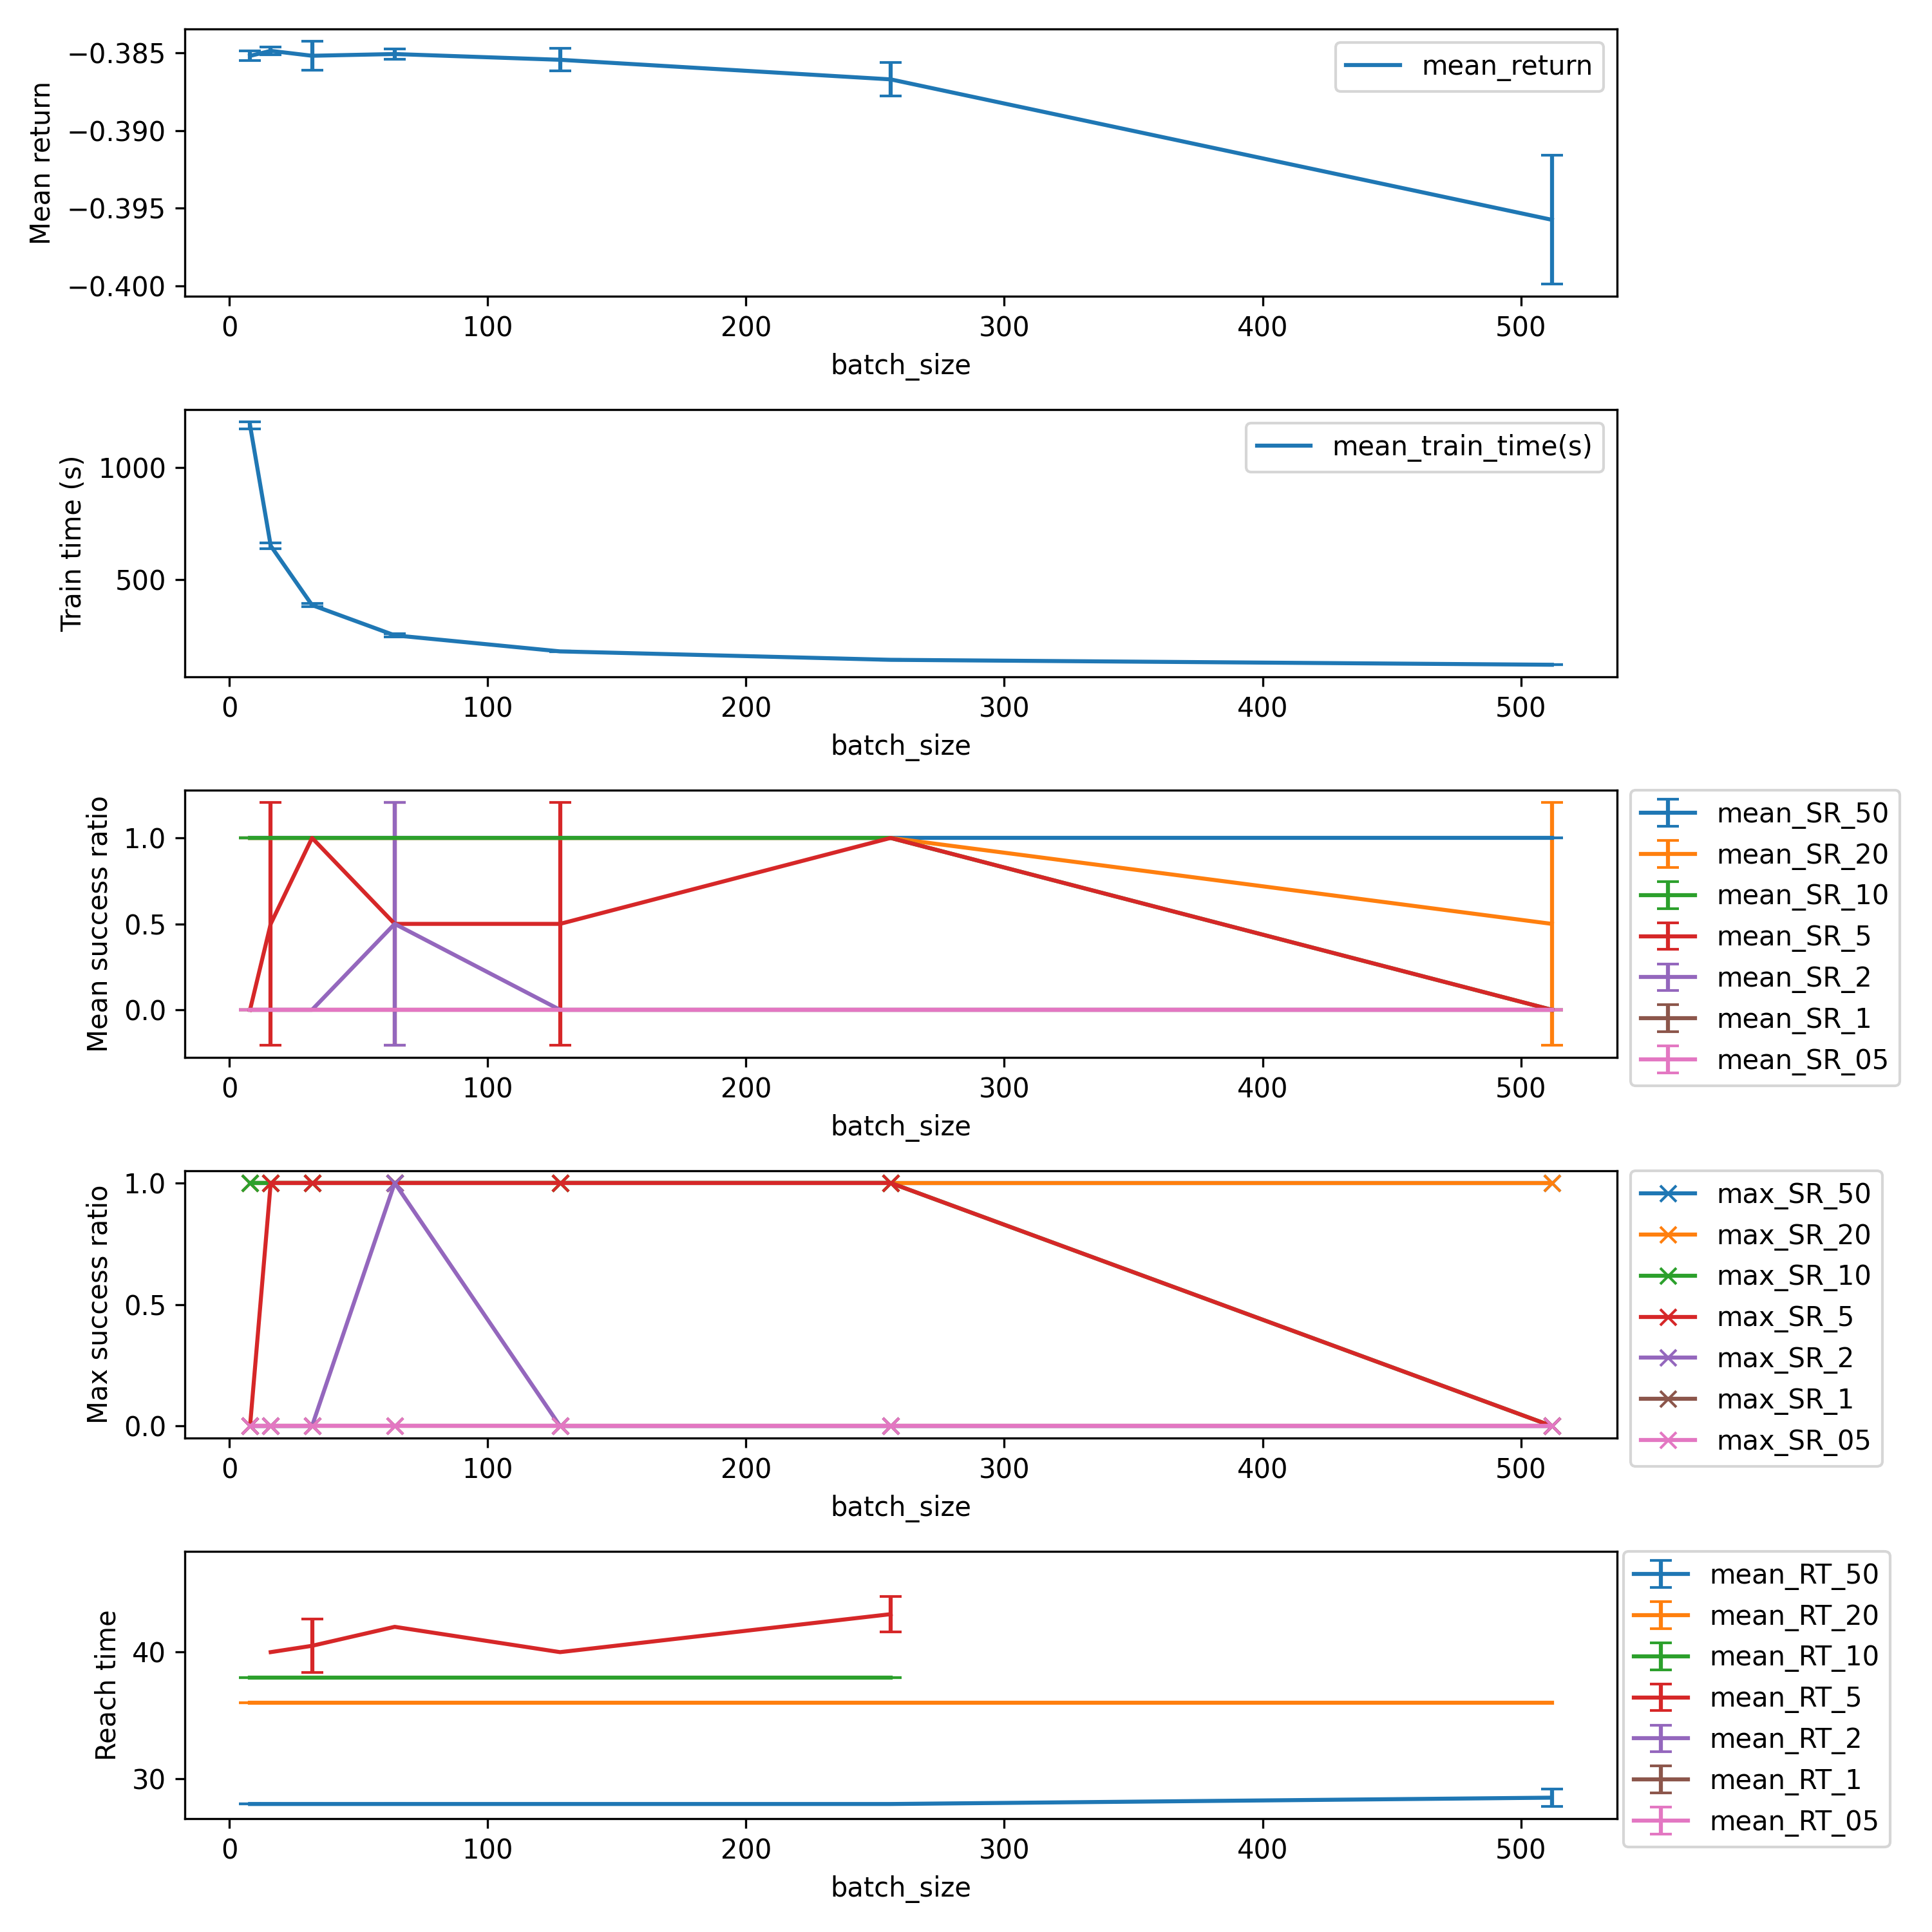 mean_return
Mean return
−0.385
−0.390
−0.395
−0.400
0 100 200 300 400 500
batch_size
mean_train_time(s)
Train time (s)
1000
500
0 100 200 300 400 500
batch_size
Mean success ratio
1.0
0.5
0.0
0 100 200 300 400 500
batch_size
mean_SR_50
mean_SR_20
mean_SR_10
mean_SR_5
mean_SR_2
mean_SR_1
mean_SR_05
Max success ratio
1.0
0.5
0.0
0 100 200 300 400 500
batch_size
max_SR_50
max_SR_20
max_SR_10
max_SR_5
max_SR_2
max_SR_1
max_SR_05
Reach time
40
30
0 100 200 300 400 500
batch_size
mean_RT_50
mean_RT_20
mean_RT_10
mean_RT_5
mean_RT_2
mean_RT_1
mean_RT_05